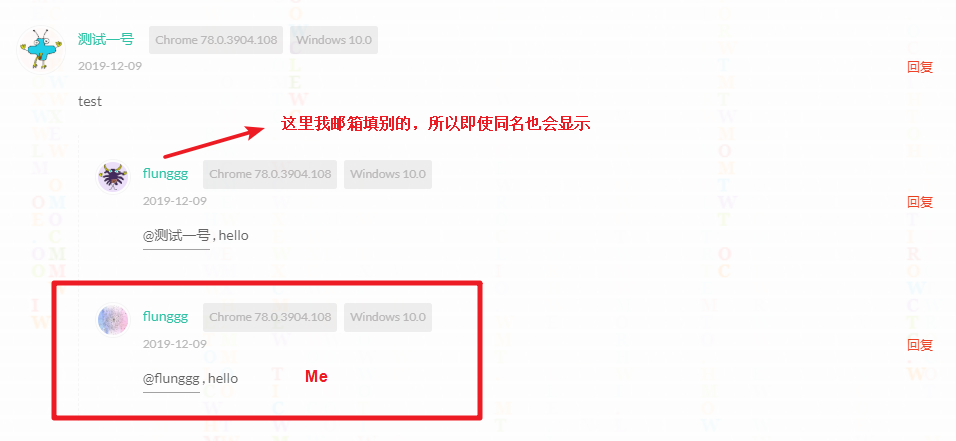 测试一号 Chrome 78.0.3904.108 Windows 10.0
2019-12-09
回复
test
这里我邮箱填别的，所以即使同名也会显示
flunggg Chrome 78.0.3904.108 Windows 10.0
2019-12-09
回复
@测试一号 , hello
flunggg Chrome 78.0.3904.108 Windows 10.0
2019-12-09
回复
@flunggg , hello
Me